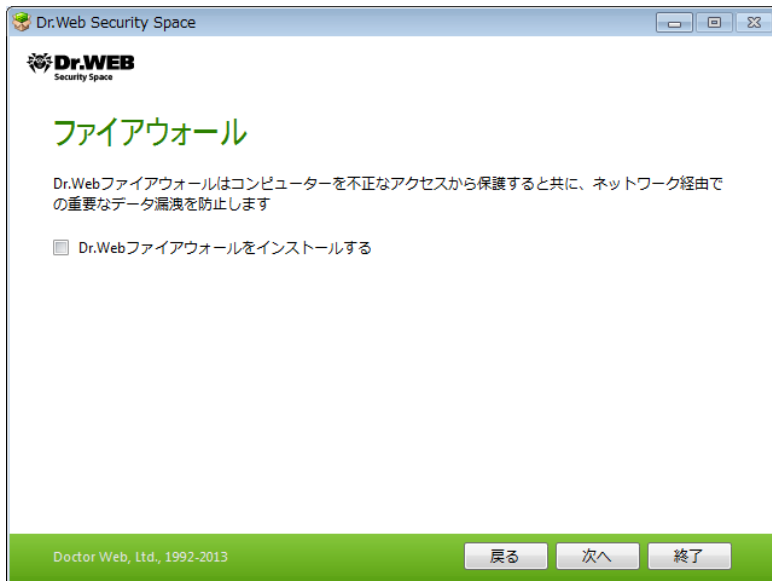 Dr.Web Security Space
Dr.WEB
Security Space
ファイアウォール
Dr.Webファイアウォールはコンピューターを不正なアクセスから保護すると共に、ネットワーク経由で
の重要なデータ漏洩を防止します
Dr.Webファイアウォールをインストールする
Doctor Web, Ltd., 1992-2013
戻る
次へ
終了